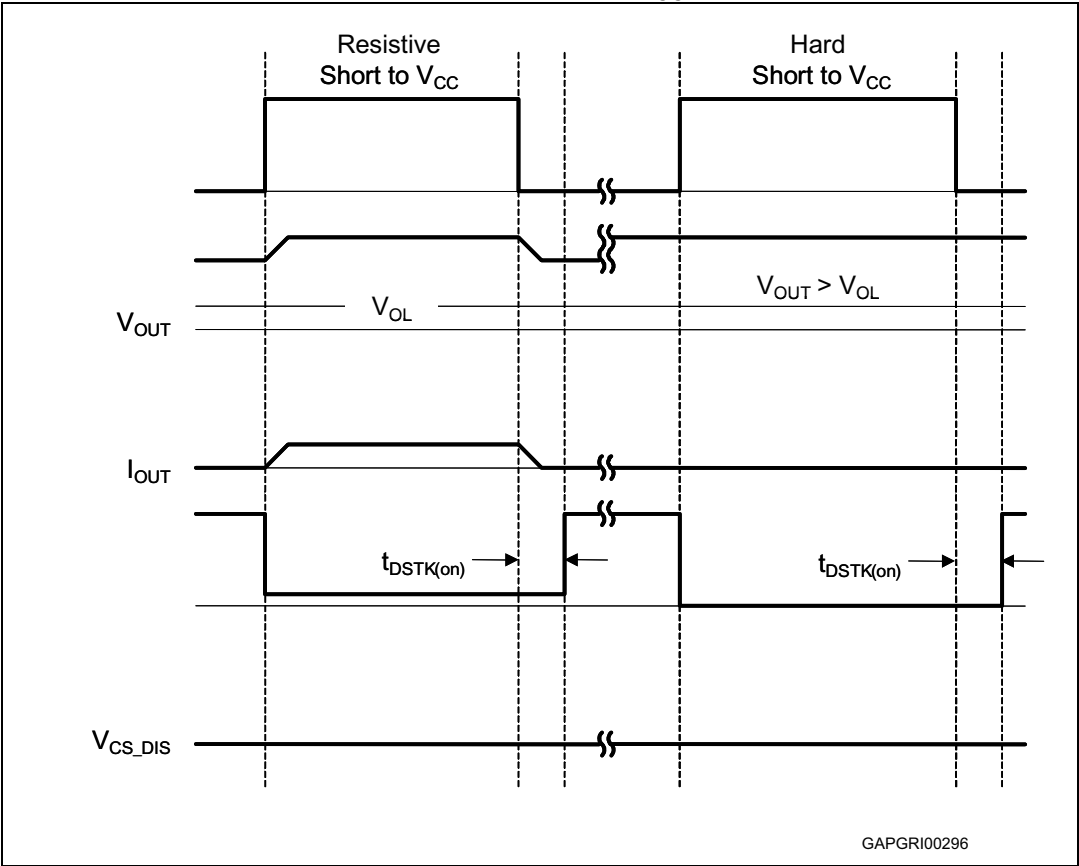 Resistive
Short to VCC
Hard
Short to VCC
VOUT > VOL
VOL
VOUT
IOUT
tDSTK(on)
tDSTK(on)
VCS_DIS
GAPGRI00296